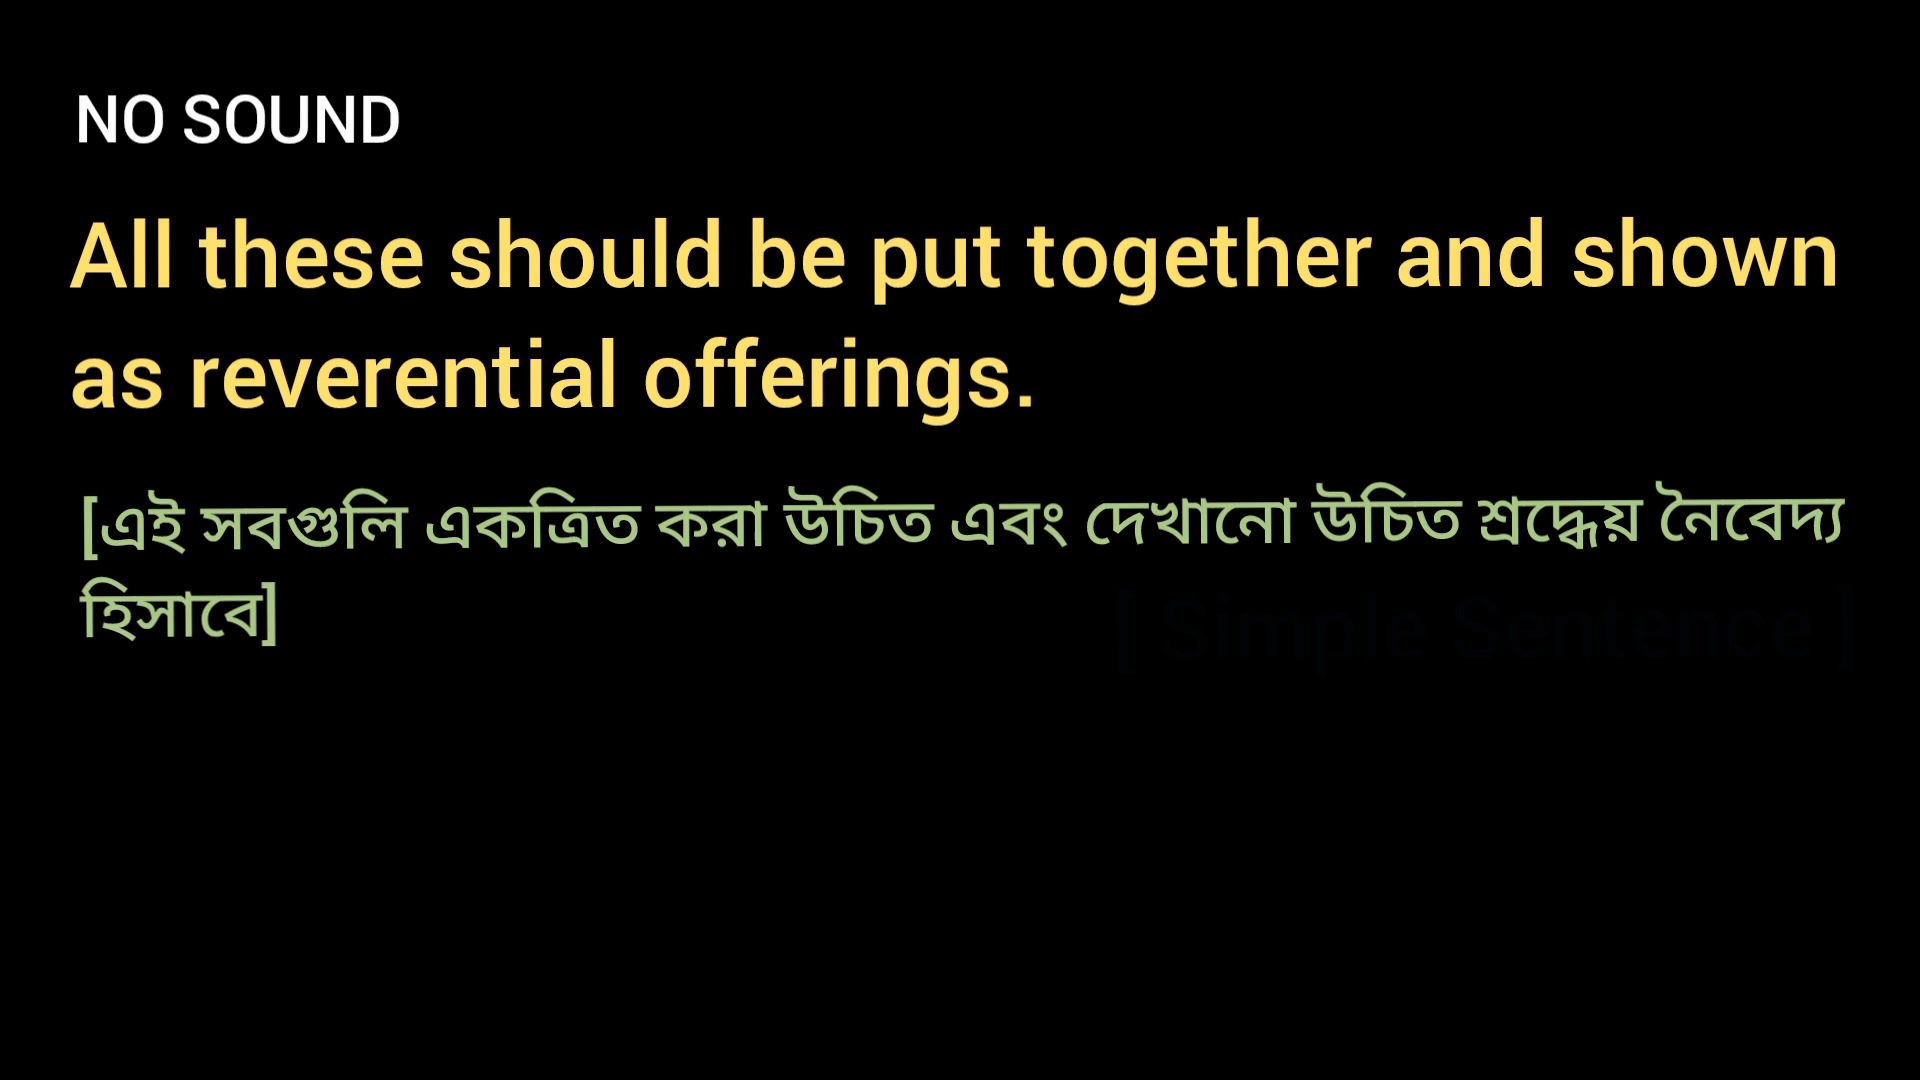 NO SOUND
All these should be put together and shown
as reverential offerings.
[এই সবগুলি একত্রিত করা উচিত এবং দেখানো উচিত শ্রদ্ধেয় নৈবেদ্য
হিসাবে]
[ Simple Sentence ]